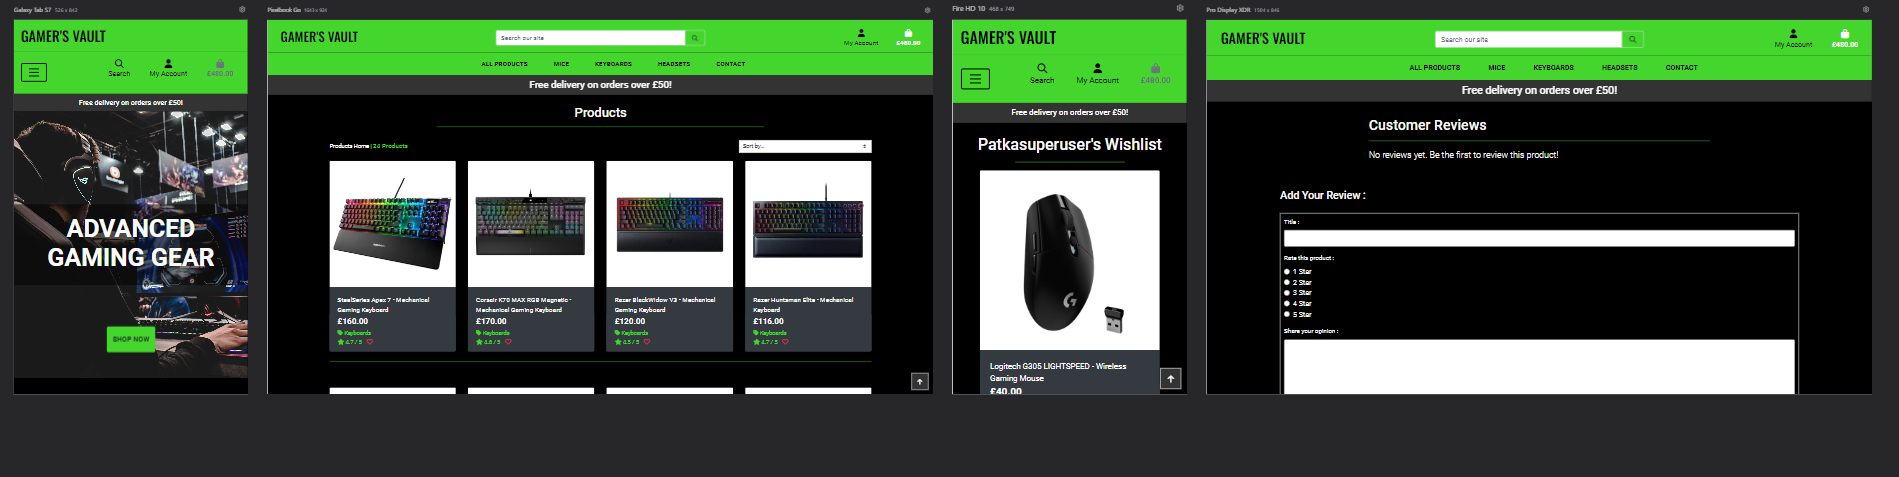 Galaxy Tab S7 526 x 842
GAMER'S VAULT
Search
My Account
£480.00
Free delivery on orders over £50!
ADVANCED
GAMING GEAR
SHOP NOW
Pixelbook Go
GAMER'S VAULT
Search our site
My Account
£480.00
ALL PRODUCTS MICE KEYBOARDS HEADSETS CONTACT
Free delivery on orders over £50!
Products
Products Home | 24 Products
Sort by...
SteelSeries Apex 7 - Mechanical
Gaming Keyboard
£160.00
Keyboards
4.7 / 5
Corsair K70 MAX RGB Magnetic -
Mechanical Gaming Keyboard
£170.00
Keyboards
4.8 / 5
Razer BlackWidow V3 - Mechanical
Gaming Keyboard
£120.00
Keyboards
4.5 / 5
Razer Huntsman Elite - Mechanical
Gaming Keyboard
£116.00
Keyboards
4.7 / 5
Fire HD 10 468 x 749
GAMER'S VAULT
Search
My Account
£480.00
Free delivery on orders over £50!
Patkasuperuser's Wishlist
G
Logitech G305 LIGHTSPEED - Wireless
Gaming Mouse
£40.00
Pro Display XDR
GAMER'S VAULT
Search our site
My Account
£480.00
ALL PRODUCTS MICE KEYBOARDS HEADSETS CONTACT
Free delivery on orders over £50!
Customer Reviews
No reviews yet. Be the first to review this product!
Add Your Review :
Title :
Rate this product :
1 Star
2 Star
3 Star
4 Star
5 Star
Share your opinion :